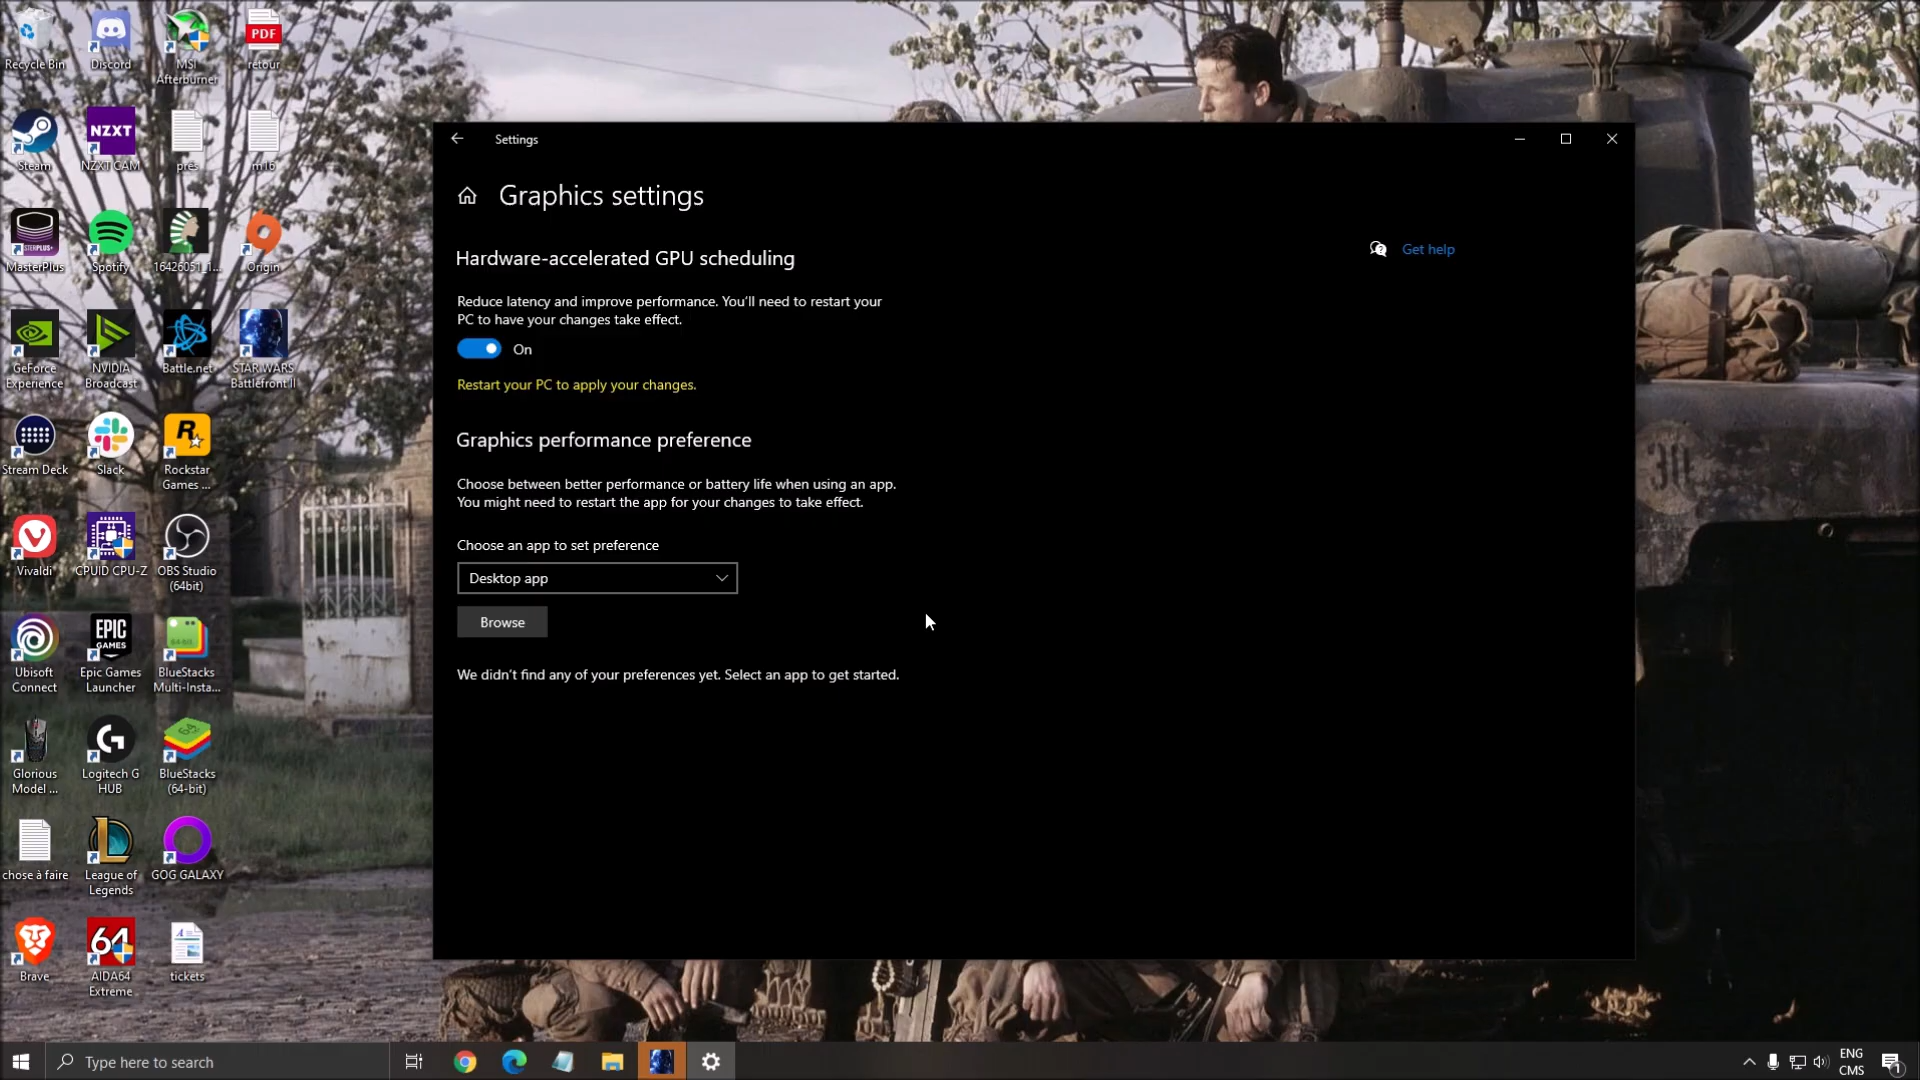 Recycle Bin
Discord
MSI
Afterburner
PDF
retour
Steam
NZXT
NZXT CAM
près
m16
MasterPlus
Spotify
16426051_1...
Origin
GeForce
Experience
NVIDIA
Broadcast
Battle.net
STAR WARS
Battlefront II
Stream Deck
Slack
R
Rockstar
Games ...
Vivaldi
CPUID CPU-Z
OBS Studio
(64bit)
Ubisoft
Connect
EPIC
GAMES
Epic Games
Launcher
64-bit
BlueStacks
Multi-Insta...
Glorious
Model ...
Logitech G
HUB
64
BlueStacks
(64-bit)
chose à faire
League of
Legends
GOG GALAXY
Brave
64
AIDA64
Extreme
tickets
Settings
Graphics settings
Hardware-accelerated GPU scheduling
Reduce latency and improve performance. You'll need to restart your
PC to have your changes take effect.
On
Restart your PC to apply your changes.
Graphics performance preference
Choose between better performance or battery life when using an app.
You might need to restart the app for your changes to take effect.
Choose an app to set preference
Desktop app
Browse
We didn't find any of your preferences yet. Select an app to get started.
Get help
Type here to search
ENG
CMS
1